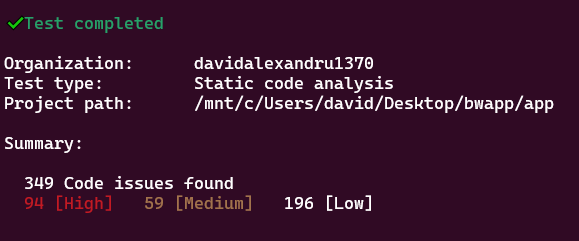 ✔Test completed
Organization: davidalexandru1370
Test type: Static code analysis
Project path: /mnt/c/Users/david/Desktop/bwapp/app
Summary:
349 Code issues found
94 [High] 59 [Medium] 196 [Low]